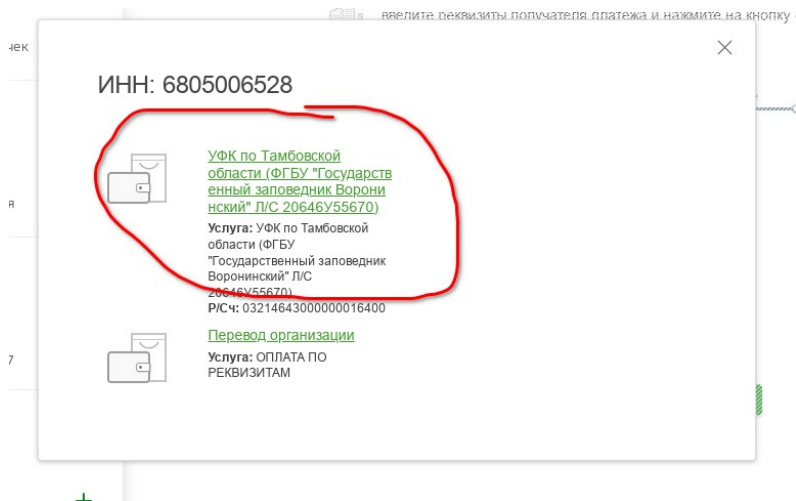 введите реквизиты получателя платежа и нажмите на кнопку
чек
ИНН: 6805006528
УФК по Тамбовской
области (ФГБУ "Государств
енный заповедник Ворони
нский" Л/С 20646У55670)
Услуга: УФК по Тамбовской
области (ФГБУ
"Государственный заповедник
Воронинский" Л/С
20646У55670)
Р/Сч: 03214643000000016400
я
Перевод организации
Услуга: ОПЛАТА ПО
РЕКВИЗИТАМ
7